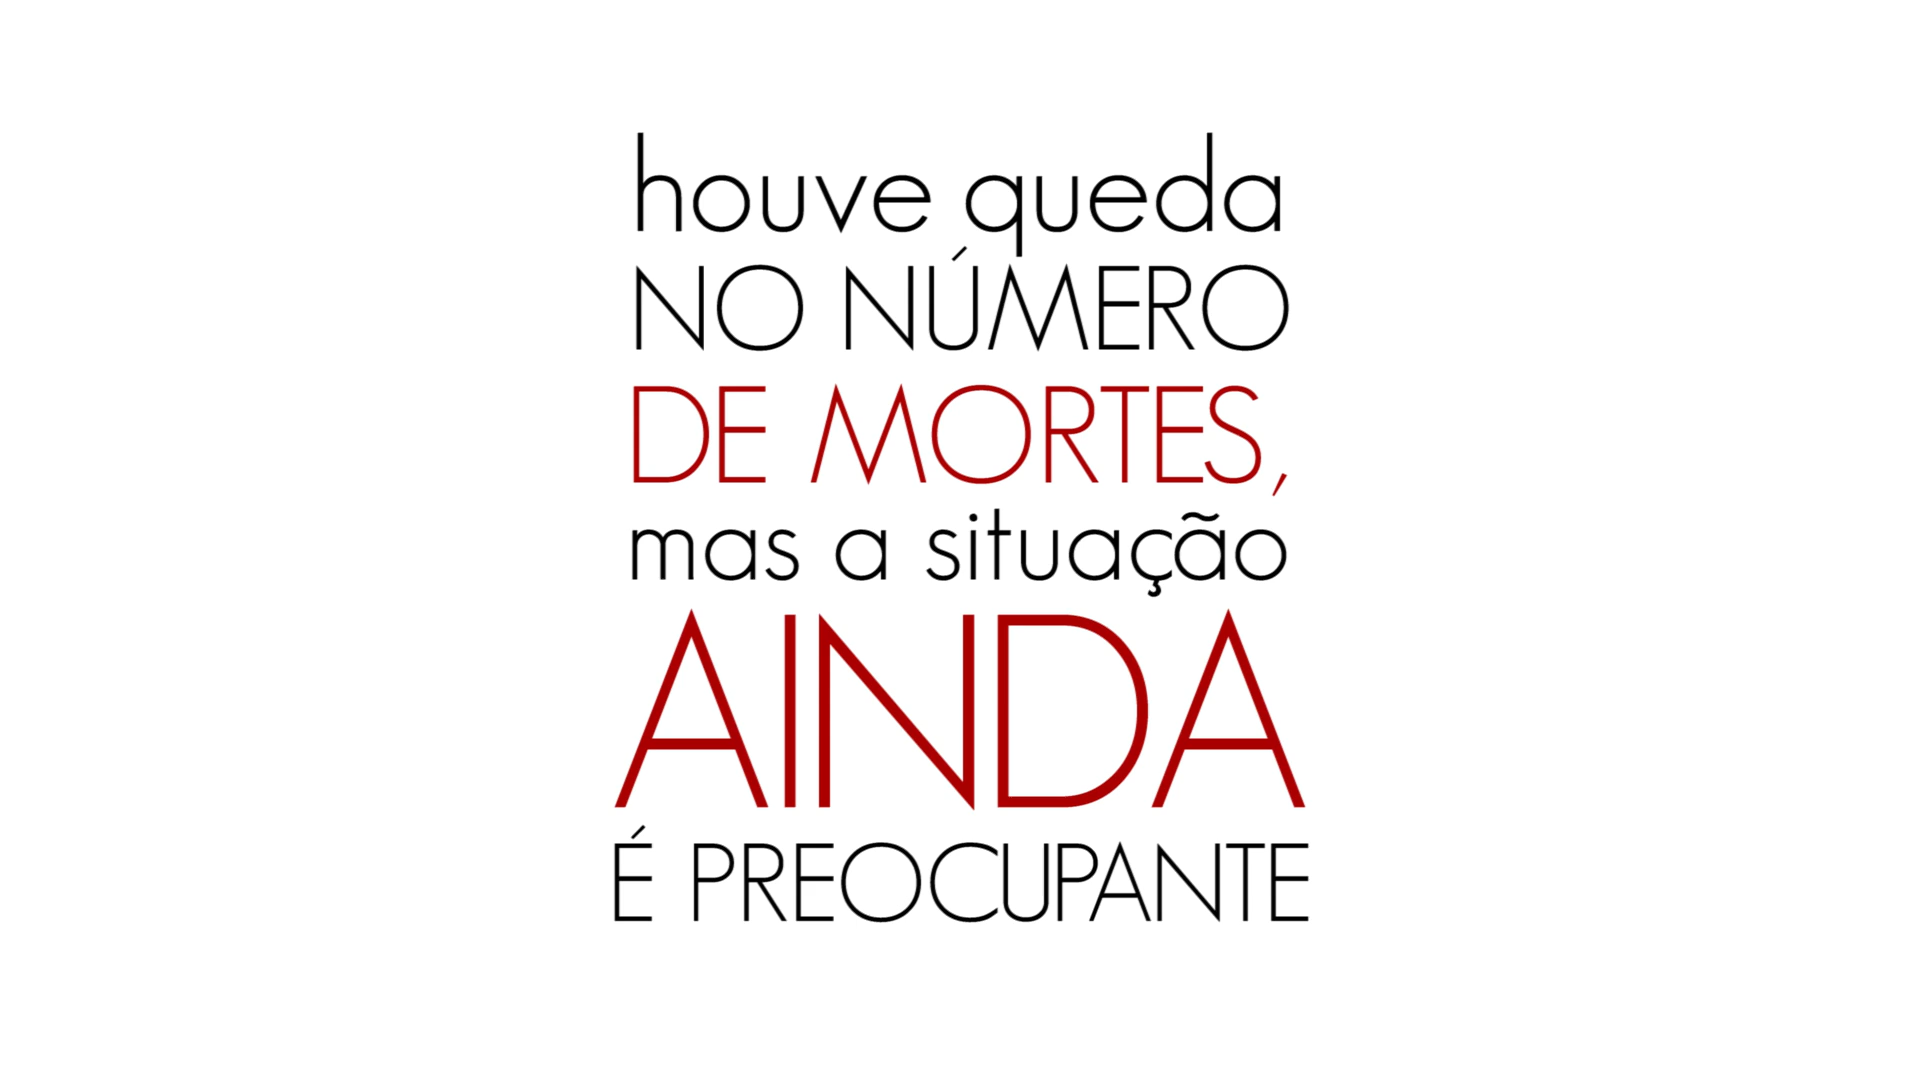 houve queda
NO NÚMERO
DE MORTES,
mas a situação
AINDA
É PREOCUPANTE